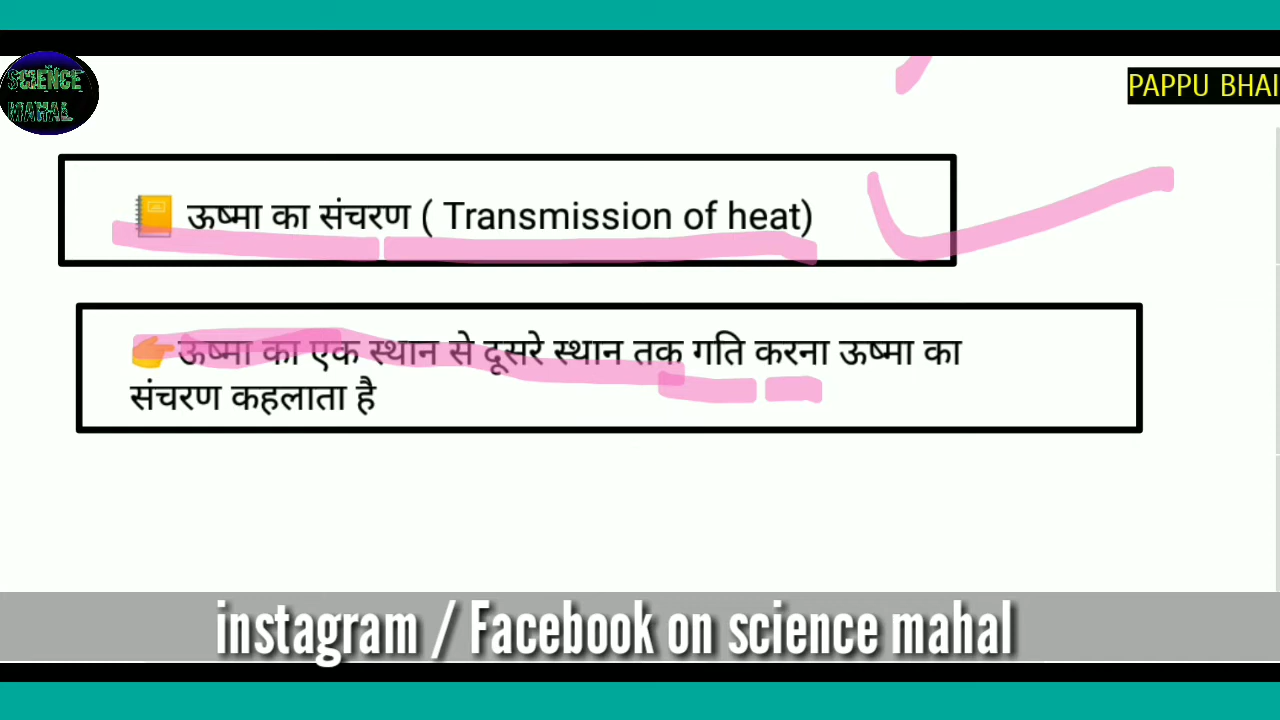 SCIENCE
MAHAL
PAPPU BHAI
ऊष्मा का संचरण ( Transmission of heat)
ऊष्मा का एक स्थान से दूसरे स्थान तक गति करना ऊष्मा का
संचरण कहलाता है
instagram / Facebook on science mahal